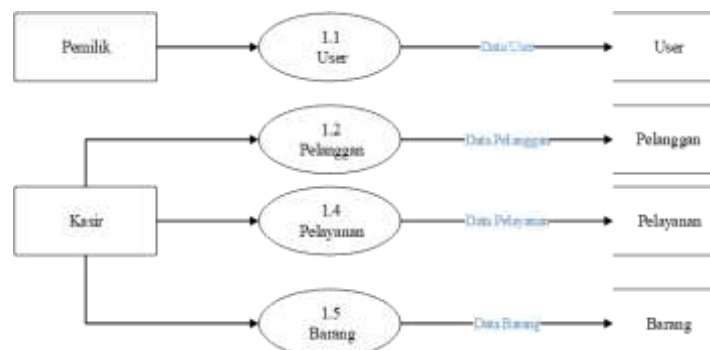 Pemilik
1.1
User
Data User
User
1.2
Pelanggan
Data Pelanggan
Pelanggan
Kasir
1.4
Pelayanan
Data Pelayanan
Pelayanan
1.5
Barang
Data Barang
Barang